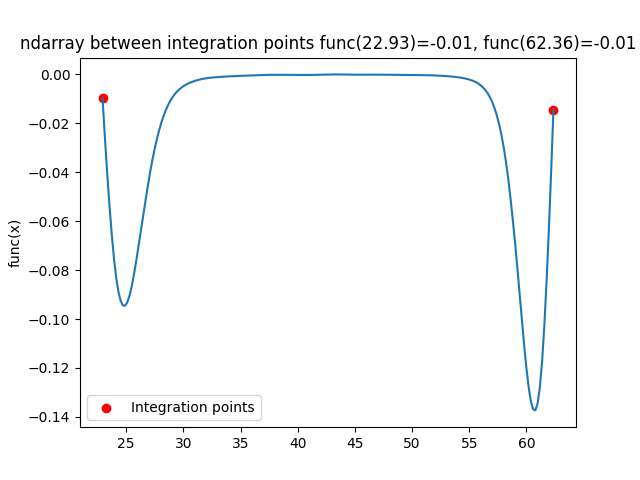 ndarray between integration points func(22.93)=-0.01, func(62.36)=-0.01
0.00
−0.02
−0.04
−0.06
−0.08
−0.10
−0.12
−0.14
func(x)
Integration points
25 30 35 40 45 50 55 60